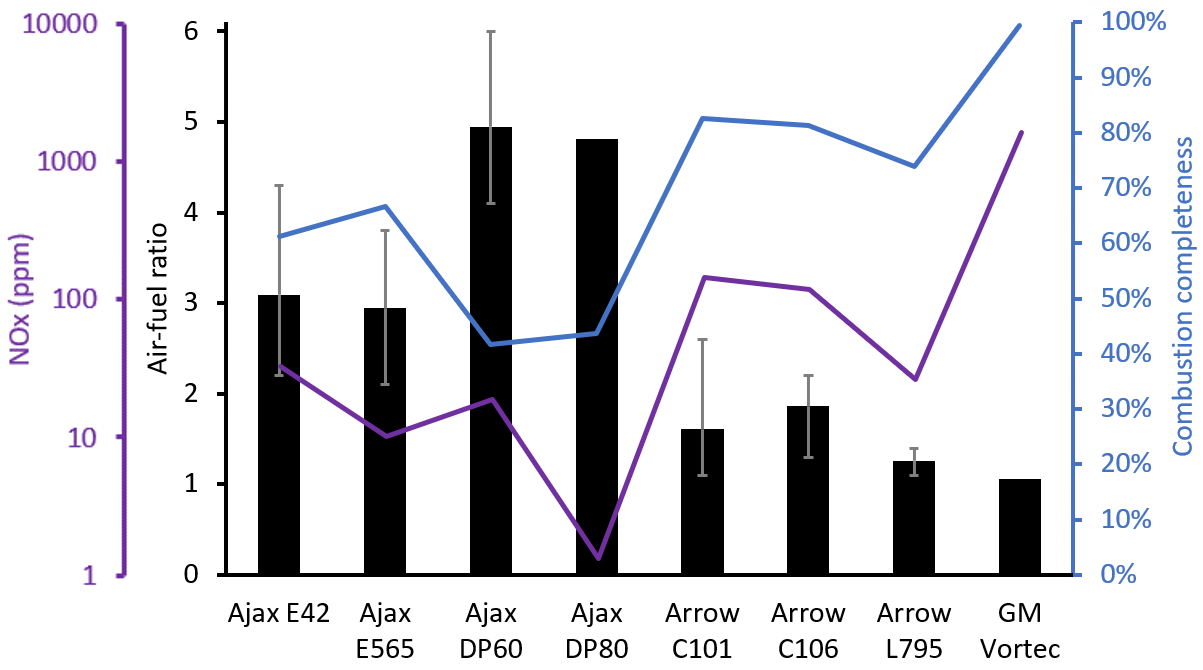 NOx (ppm)
10000
1000
100
10
1
Air-fuel ratio
6
5
4
3
2
1
0
Combustion completeness
100%
90%
80%
70%
60%
50%
40%
30%
20%
10%
0%
Ajax E42
Ajax
E565
Ajax
DP60
Ajax
DP80
Arrow
C101
Arrow
C106
Arrow
L795
GM
Vortec